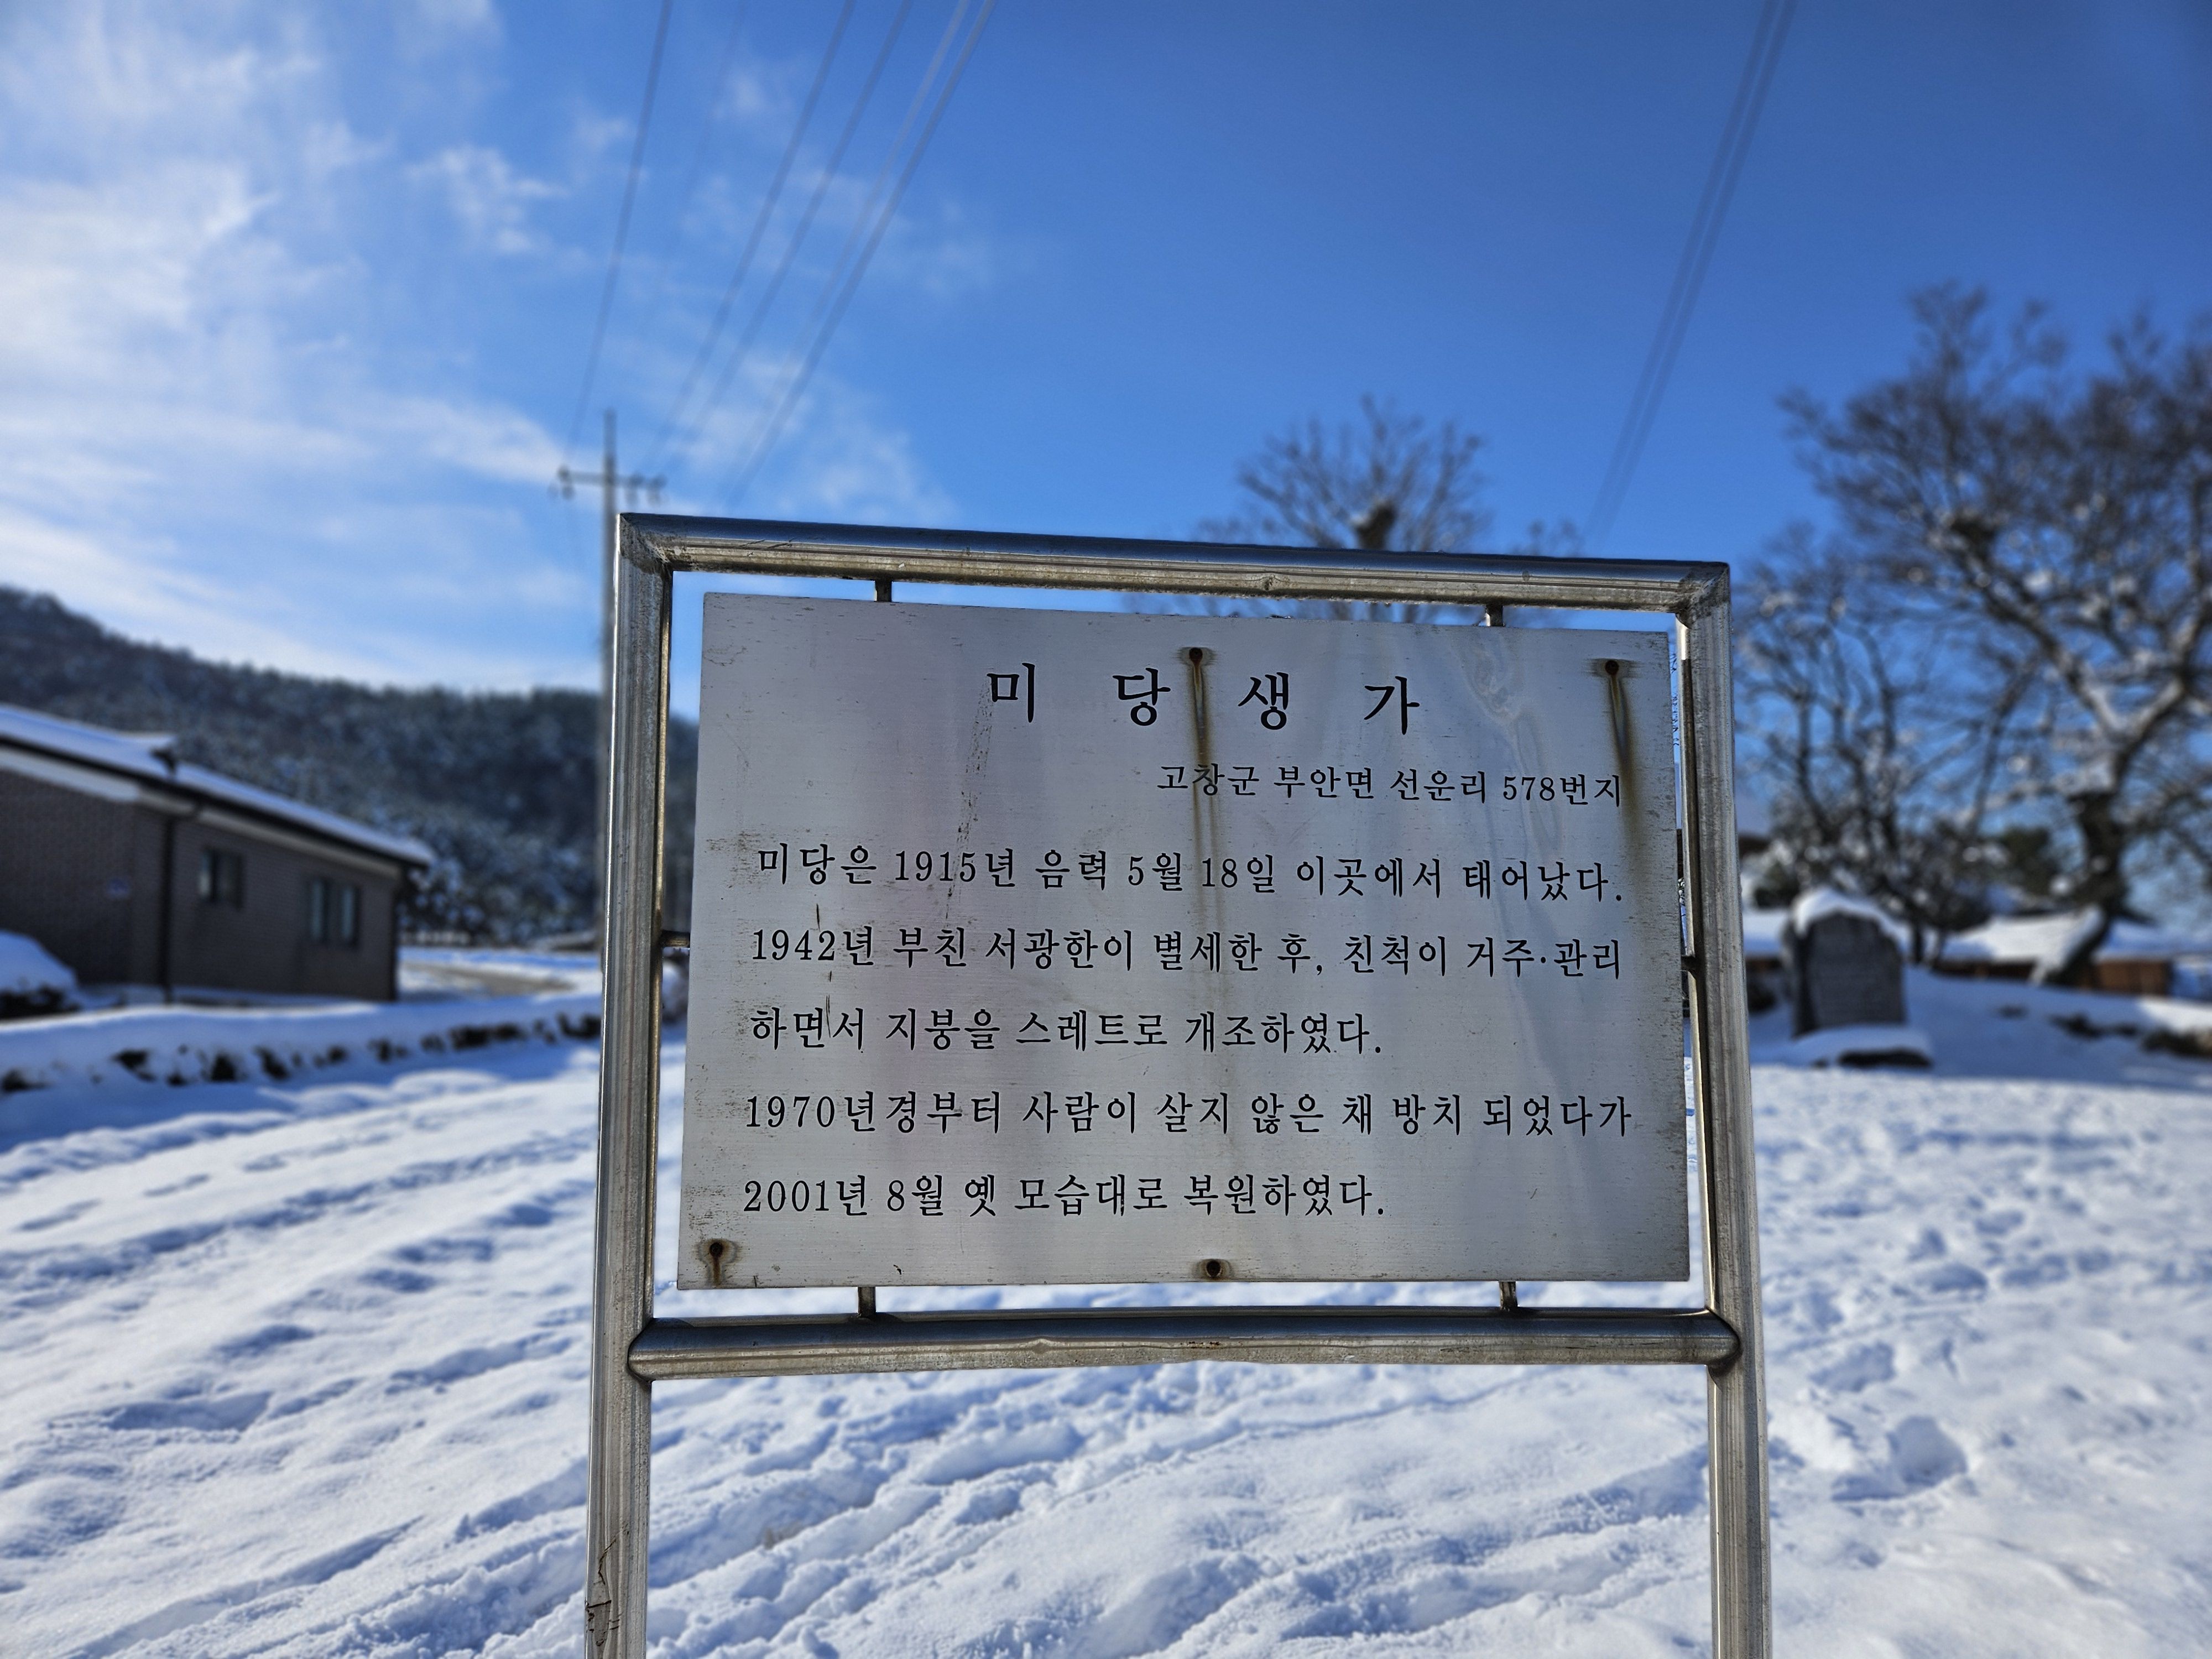 미 당 생 가
고창군 부안면 선운리 578번지
미당은 1915년 음력 5월 18일 이곳에서 태어났다.
1942년 부친 서광한이 별세한 후, 친척이 거주·관리
하면서 지붕을 스레트로 개조하였다.
1970년경부터 사람이 살지 않은 채 방치 되었다가
2001년 8월 옛 모습대로 복원하였다.